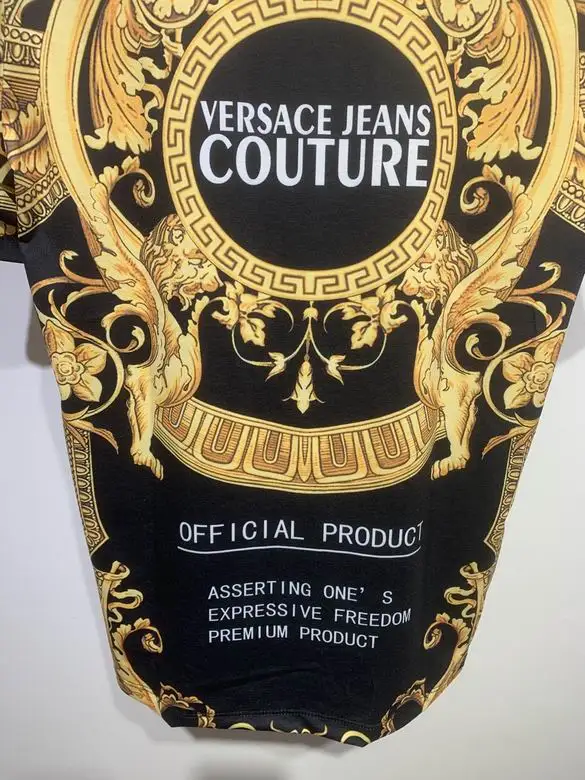 VERSACE JEANS
COUTURE
OFFICIAL PRODUCT
ASSERTING ONE' S
EXPRESSIVE FREEDOM
PREMIUM PRODUCT